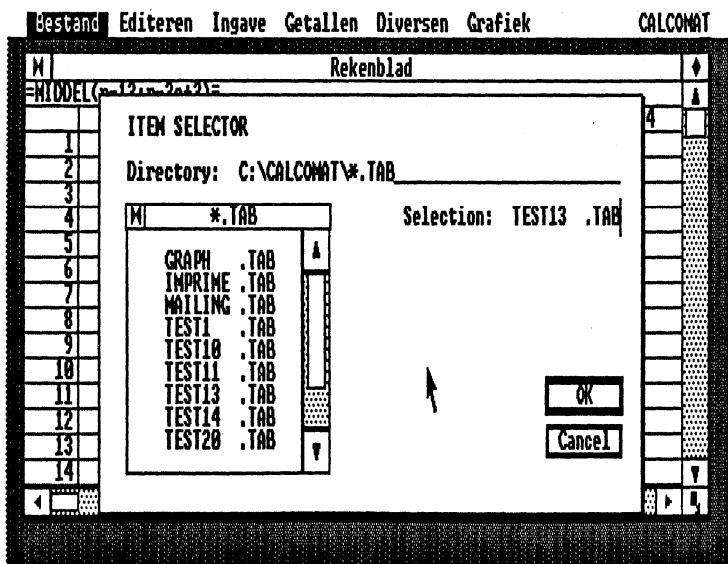 Bestand Editeren Ingave Getallen Diversen Grafiek CALCOMAT
Rekenblad
ITEM SELECTOR
Directory: C:\CALCOMAT\*.TAB
*.TAB
Selection: TEST13 .TAB
GRAPH .TAB
IMPRIME .TAB
MAILING .TAB
TEST1 .TAB
TEST10 .TAB
TEST11 .TAB
TEST13 .TAB
TEST14 .TAB
TEST20 .TAB
OK
Cancel
4
1
2
3
4
5
6
7
8
9
10
11
12
13
14